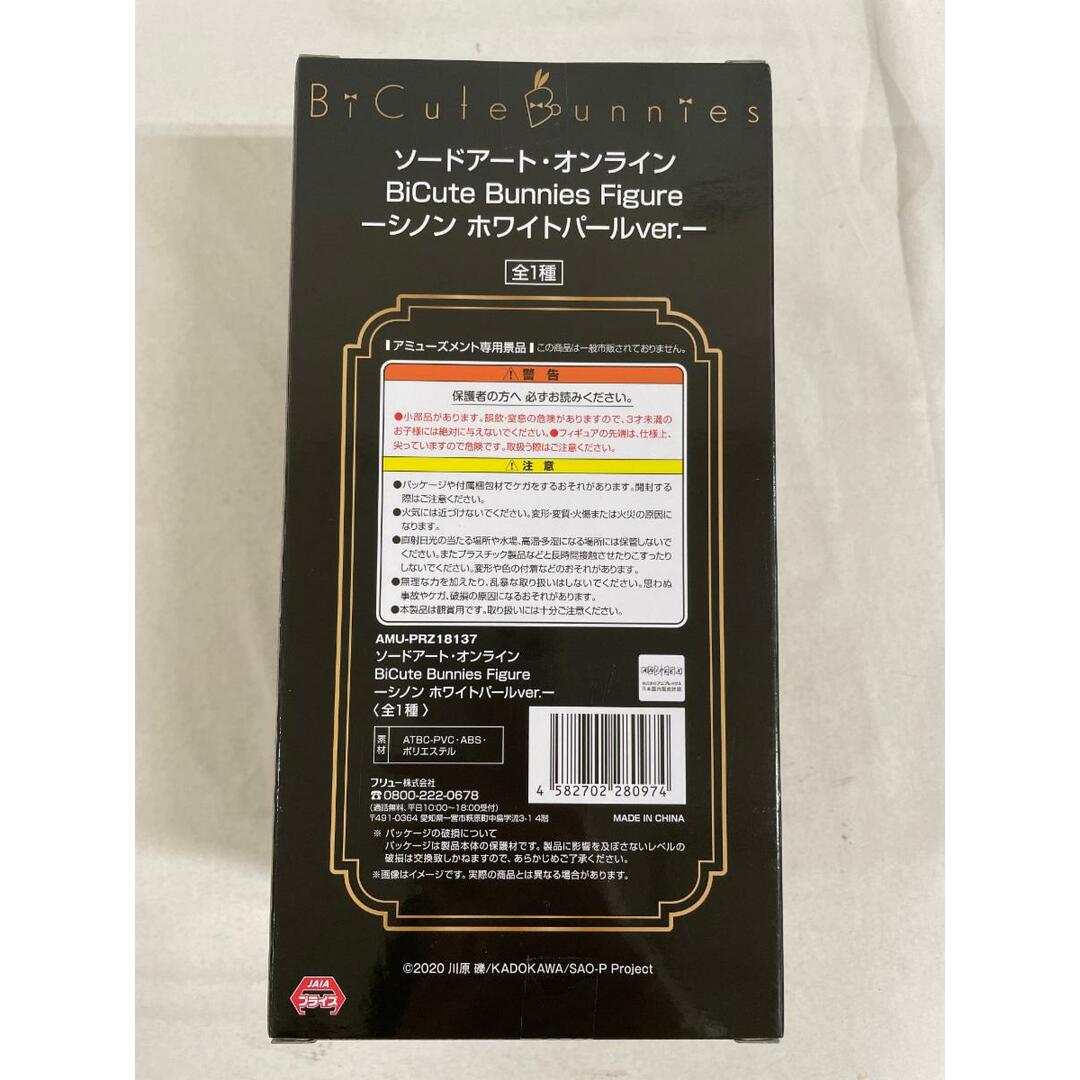 BiCute Bunnies
ソードアート・オンライン
BiCute Bunnies Figure
ーシノン ホワイトパールver.ー
全1種
アミューズメント専用景品 この商品は一般市販されておりません。
警告
保護者の方へ 必ずお読みください。
●小部品があります。誤飲・窒息の危険がありますので、3才未満の
お子様には絶対に与えないでください。●フィギュアの先端は、仕様上、
尖っていますので危険です。取扱う際はご注意ください。
注意
●パッケージや付属梱包材でケガをするおそれがあります。開封する
際はご注意ください。
●火気には近づけないでください。変形・変質・火傷または火災の原因に
なります。
●直射日光の当たる場所や水場、高温・多湿になる場所には保管しないで
ください。またプラスチック製品などと長時間接触させたりこすったり
しないでください。変形や色の付着などのおそれがあります。
●無理な力を加えたり、乱暴な取り扱いはしないでください。思わぬ
事故やケガ、破損の原因になるおそれがあります。
●本製品は観賞用です。取り扱いには十分ご注意ください。
AMU-PRZ18137
ソードアート・オンライン
BiCute Bunnies Figure
ーシノン ホワイトパールver.ー
〈全1種〉
素材
ATBC-PVC・ABS・
ポリエステル
フリュー株式会社
☎0800-222-0678
(通話無料、平日10:00〜18:00受付)
〒491-0364 愛知県一宮市萩原町中島字流3-1 4階
4 582702 280974
MADE IN CHINA
※ パッケージの破損について
パッケージは製品本体の保護材です。製品に影響を及ぼさないレベルの
破損は交換致しかねますので、あらかじめご了承ください。
※画像はイメージです。実際の商品とは異なる場合があります。
©2020 川原 礫/KADOKAWA/SAO-P Project
JAIA
プライズ